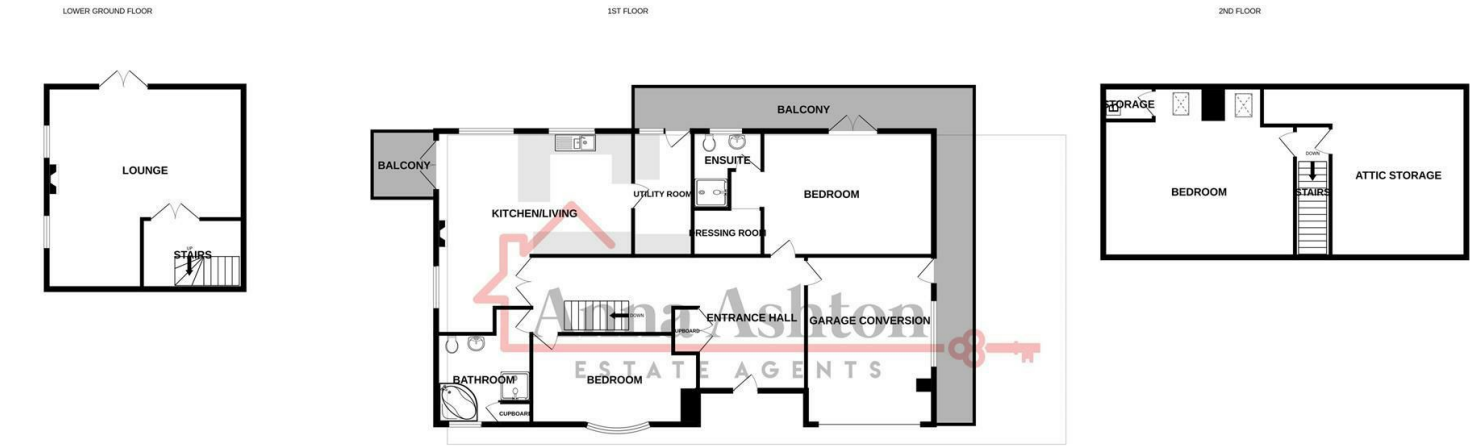 LOWER GROUND FLOOR
LOUNGE
UP
STAIRS
1ST FLOOR
BALCONY
BALCONY
ENSUITE
UTILITY ROOM
BEDROOM
KITCHEN/LIVING
DRESSING ROOM
DOWN
CUPBOARD
ENTRANCE HALL
GARAGE CONVERSION
BATHROOM
BEDROOM
CUPBOARD
Anna Ashton
ESTATE AGENTS
2ND FLOOR
STORAGE
DOWN
BEDROOM
STAIRS
ATTIC STORAGE